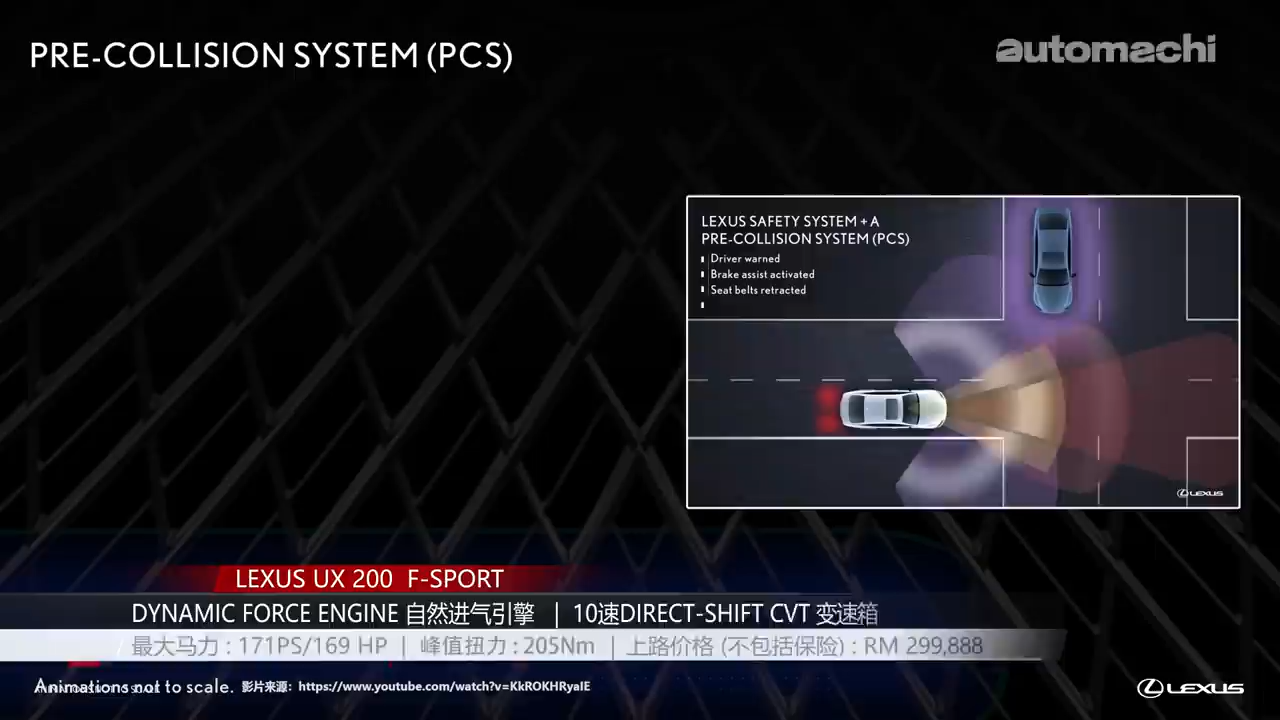 PRE-COLLISION SYSTEM (PCS)
automachi
LEXUS SAFETY SYSTEM + A
PRE-COLLISION SYSTEM (PCS)
Driver warned
Brake assist activated
Seat belts retracted
LEXUS
LEXUS UX 200 F-SPORT
DYNAMIC FORCE ENGINE 自然进气引擎 | 10速DIRECT-SHIFT CVT 变速箱
最大马力 : 171PS/169 HP | 峰值扭力 : 205Nm | 上路价格 (不包括保险) : RM 299,888
Animations not to scale. 影片来源: https://www.youtube.com/watch?v=KkROKHRyaIE
LEXUS